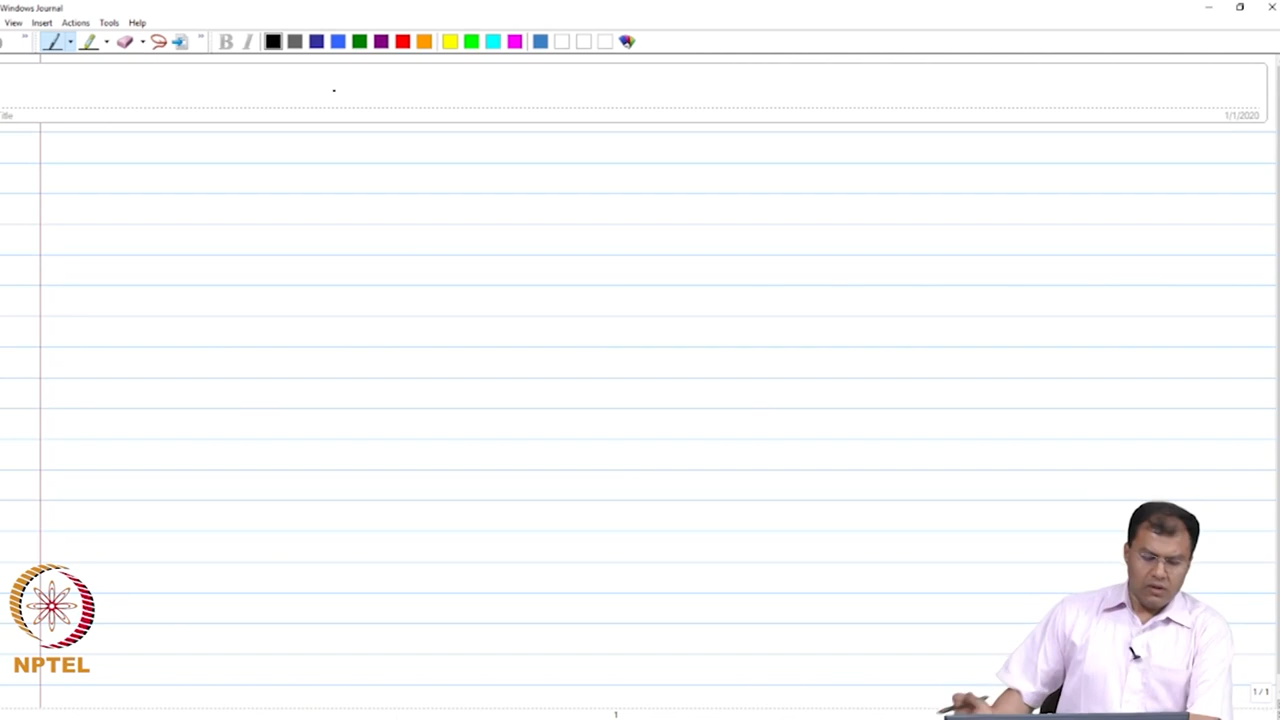 Windows Journal
View Insert Actions Tools Help
B I
1/1/2020
NPTEL
1 / 1
1